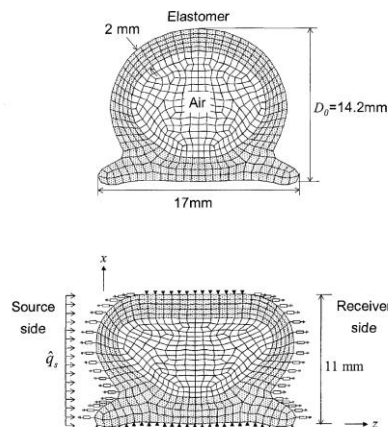 Elastomer
2 mm
Air
D₀=14.2mm
17mm
x
Source side
Receiver side
q̂ₛ
11 mm
z